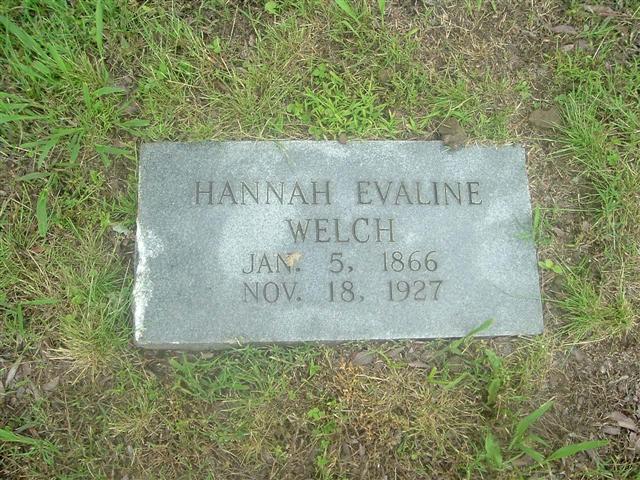 HANNAH EVALINE
WELCH
JAN. 5, 1866
NOV. 18, 1927